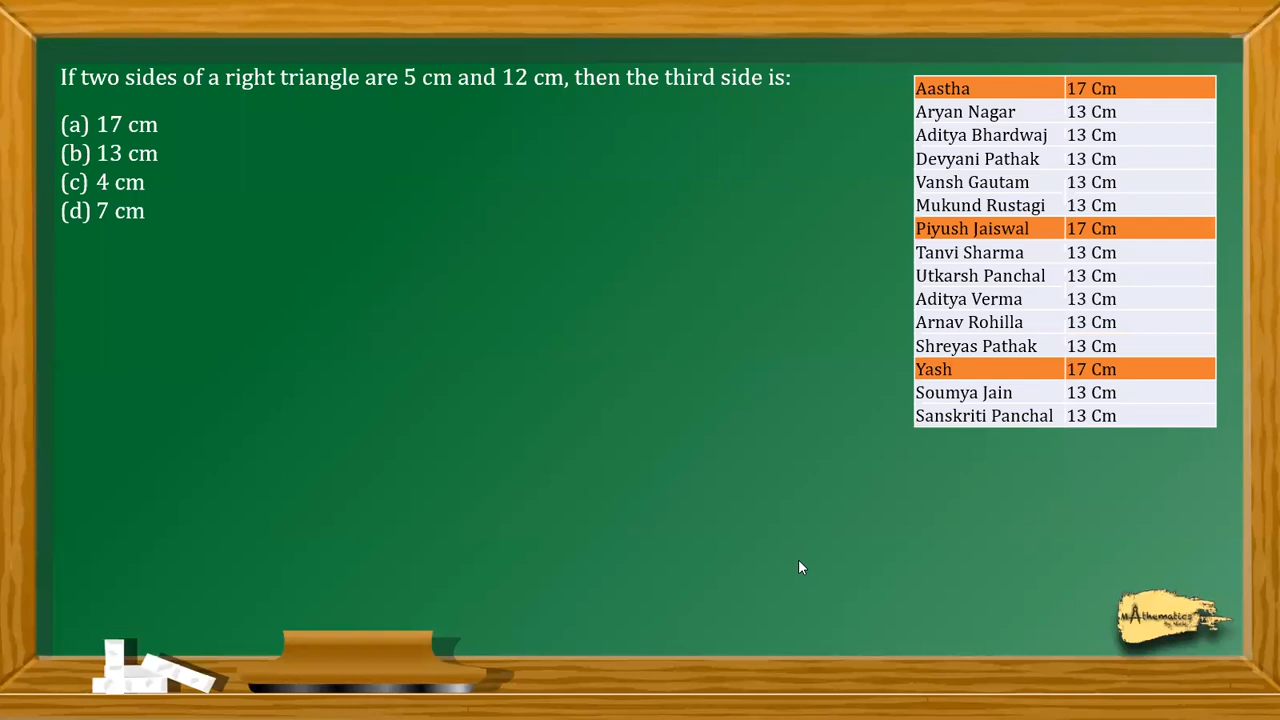 If two sides of a right triangle are 5 cm and 12 cm, then the third side is:
(a) 17 cm
(b) 13 cm
(c) 4 cm
(d) 7 cm
Aastha 17 Cm
Aryan Nagar 13 Cm
Aditya Bhardwaj 13 Cm
Devyani Pathak 13 Cm
Vansh Gautam 13 Cm
Mukund Rustagi 13 Cm
Piyush Jaiswal 17 Cm
Tanvi Sharma 13 Cm
Utkarsh Panchal 13 Cm
Aditya Verma 13 Cm
Arnav Rohilla 13 Cm
Shreyas Pathak 13 Cm
Yash 17 Cm
Soumya Jain 13 Cm
Sanskriti Panchal 13 Cm
mAthematics